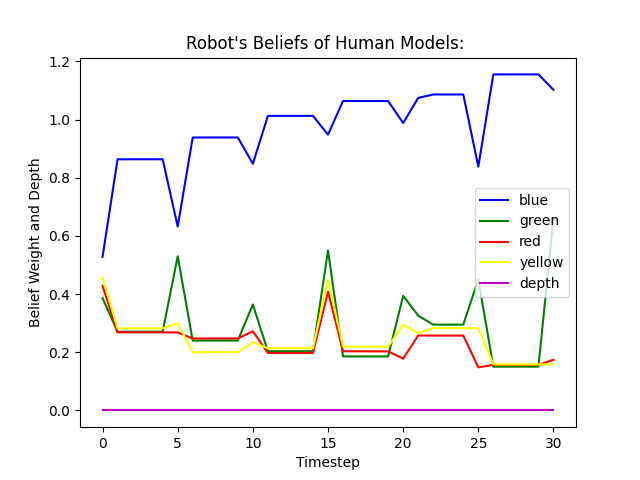 Robot's Beliefs of Human Models:
1.2
1.0
0.8
0.6
0.4
0.2
0.0
Belief Weight and Depth
blue
green
red
yellow
depth
0 5 10 15 20 25 30
Timestep